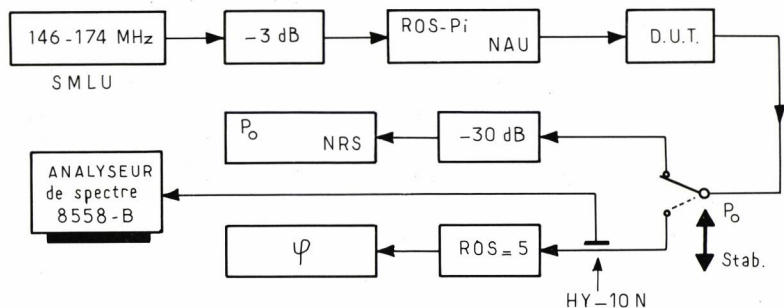 146-174 MHz
SMLU
-3 dB
ROS-Pi
NAU
D.U.T.
Po
NRS
-30 dB
ANALYSEUR
de spectre
8558-B
φ
ROS = 5
HY-10 N
Po
Stab.